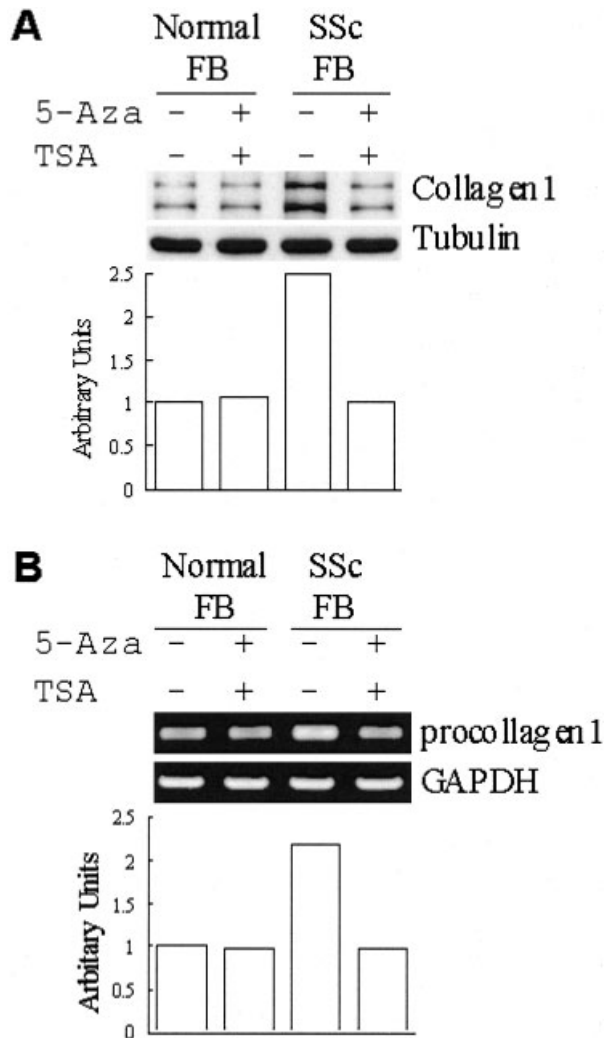 A
Normal SSc
FB FB
5-Aza − + − +
TSA − + − +
Collagen1
Tubulin
2.5
2
1.5
1
0.5
0
Arbitrary Units
B
Normal SSc
FB FB
5-Aza − + − +
TSA − + − +
procollagen1
GAPDH
2.5
2
1.5
1
0.5
0
Arbitary Units